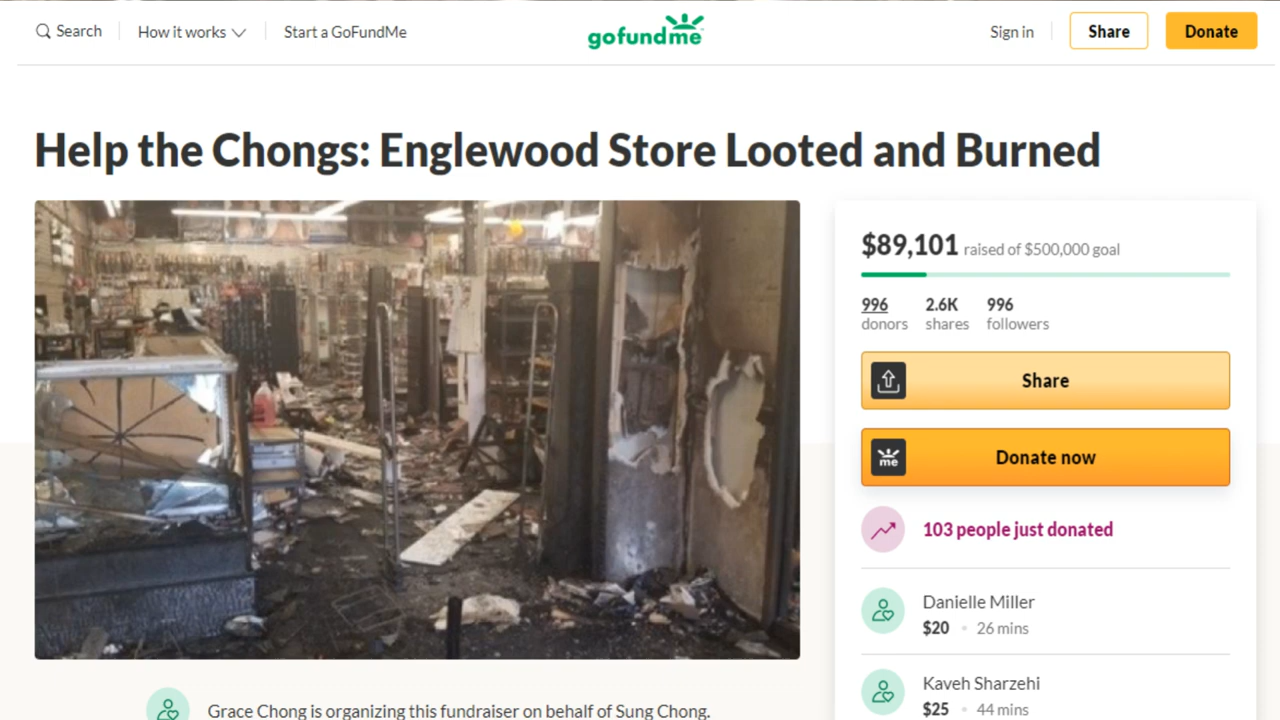 Search
How it works
Start a GoFundMe
gofundme
Sign in
Share
Donate
Help the Chongs: Englewood Store Looted and Burned
$89,101 raised of $500,000 goal
996 2.6K 996
donors shares followers
Share
me Donate now
103 people just donated
Danielle Miller
$20 • 26 mins
Kaveh Sharzehi
$25 • 44 mins
Grace Chong is organizing this fundraiser on behalf of Sung Chong.